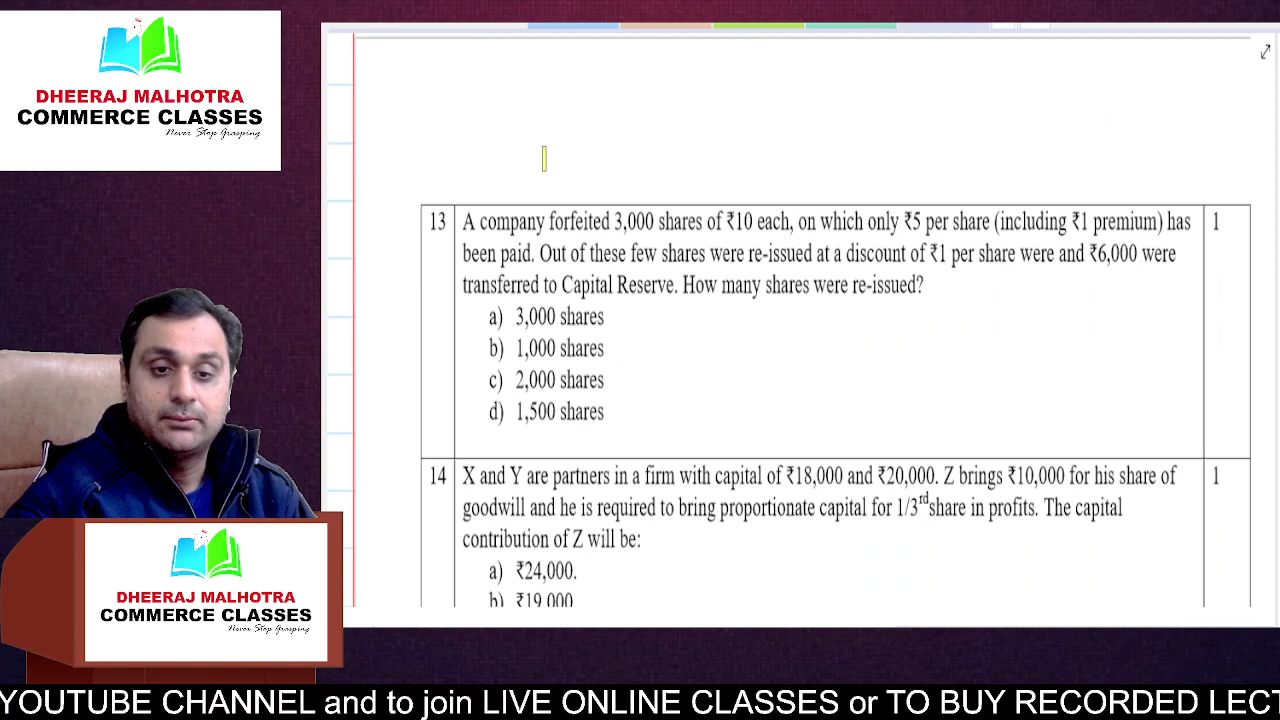 DHEERAJ MALHOTRA
COMMERCE CLASSES
Never Stop Grasping
13 A company forfeited 3,000 shares of ₹10 each, on which only ₹5 per share (including ₹1 premium) has 1
been paid. Out of these few shares were re-issued at a discount of ₹1 per share were and ₹6,000 were
transferred to Capital Reserve. How many shares were re-issued?
a) 3,000 shares
b) 1,000 shares
c) 2,000 shares
d) 1,500 shares
14 X and Y are partners in a firm with capital of ₹18,000 and ₹20,000. Z brings ₹10,000 for his share of 1
goodwill and he is required to bring proportionate capital for 1/3rd share in profits. The capital
contribution of Z will be:
a) ₹24,000.
b) ₹19,000
DHEERAJ MALHOTRA
COMMERCE CLASSES
Never Stop Grasping
YOUTUBE CHANNEL and to join LIVE ONLINE CLASSES or TO BUY RECORDED LECT